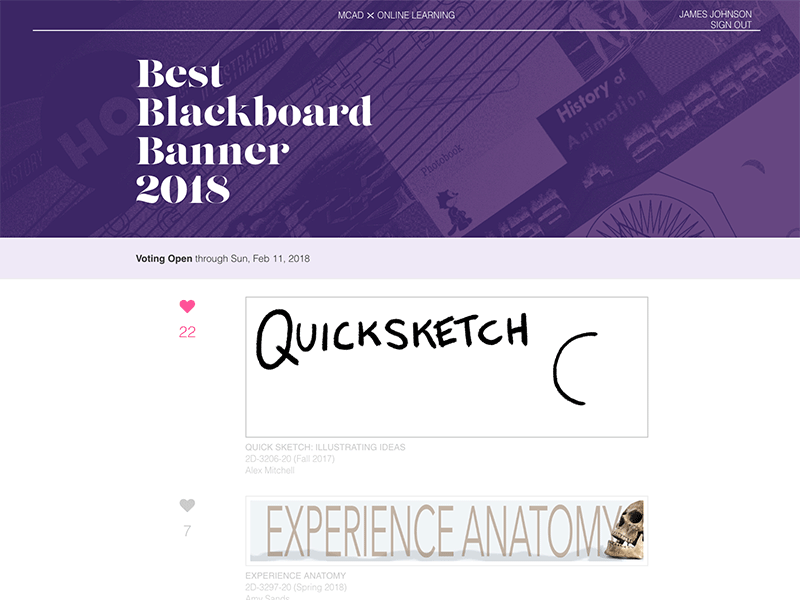 MCAD × ONLINE LEARNING
JAMES JOHNSON
SIGN OUT
Best
Blackboard
Banner
2018
HISTORY
History of
Animation
Photobook
Voting Open through Sun, Feb 11, 2018
22
QUICKSKETCH
QUICK SKETCH: ILLUSTRATING IDEAS
2D-3206-20 (Fall 2017)
Alex Mitchell
7
EXPERIENCE ANATOMY
EXPERIENCE ANATOMY
2D-3297-20 (Spring 2018)
Amy Sands